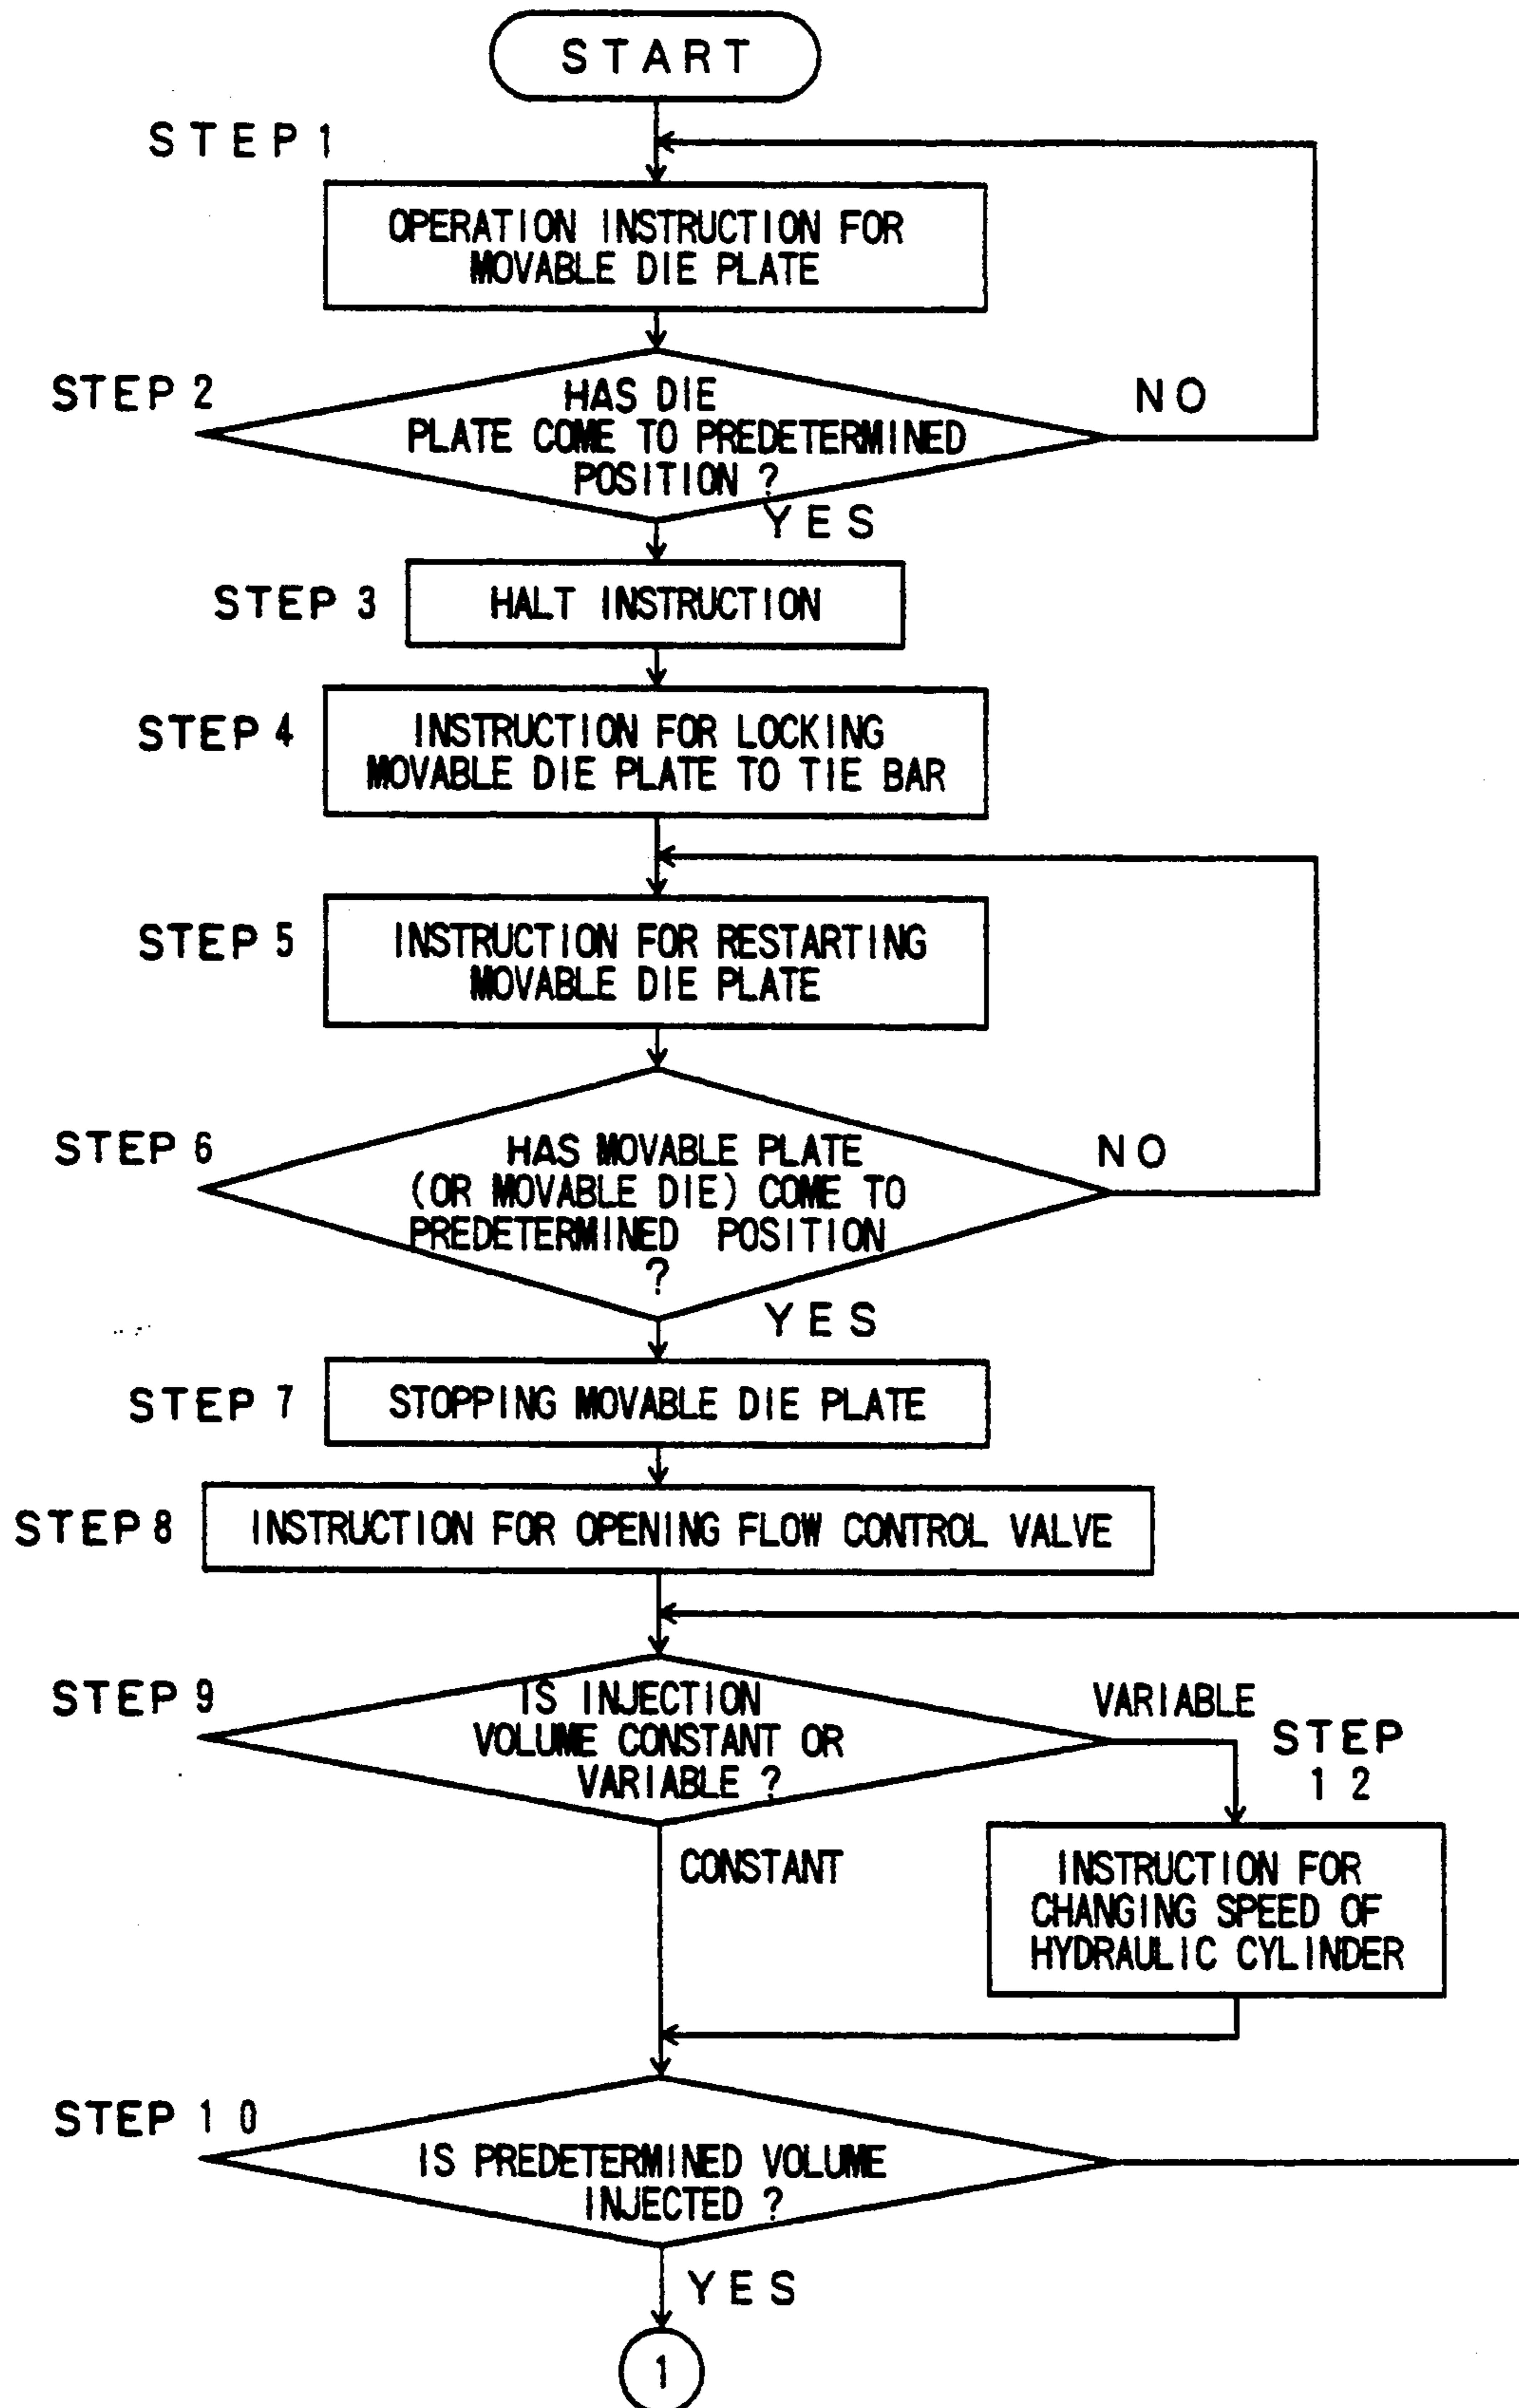 START
STEP 1
OPERATION INSTRUCTION FOR
MOVABLE DIE PLATE
STEP 2
HAS DIE
PLATE COME TO PREDETERMINED
POSITION ?
NO
YES
STEP 3
HALT INSTRUCTION
STEP 4
INSTRUCTION FOR LOCKING
MOVABLE DIE PLATE TO TIE BAR
STEP 5
INSTRUCTION FOR RESTARTING
MOVABLE DIE PLATE
STEP 6
HAS MOVABLE PLATE
(OR MOVABLE DIE) COME TO
PREDETERMINED POSITION
?
NO
YES
STEP 7
STOPPING MOVABLE DIE PLATE
STEP 8
INSTRUCTION FOR OPENING FLOW CONTROL VALVE
STEP 9
IS INJECTION
VOLUME CONSTANT OR
VARIABLE ?
VARIABLE
STEP
12
CONSTANT
INSTRUCTION FOR
CHANGING SPEED OF
HYDRAULIC CYLINDER
STEP 10
IS PREDETERMINED VOLUME
INJECTED ?
YES
1